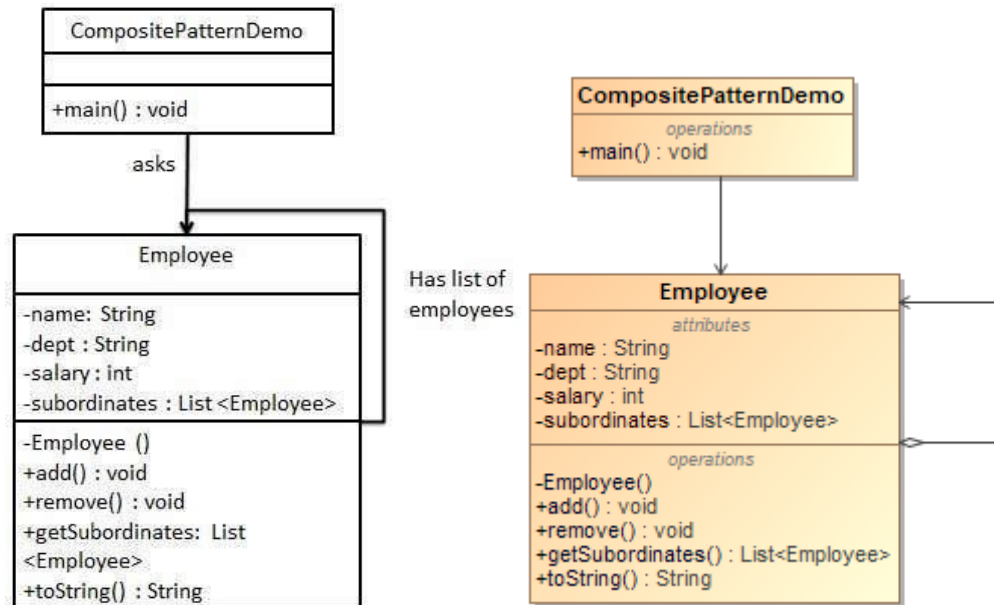 CompositePatternDemo
+main() : void
asks
Employee
-name: String
-dept : String
-salary : int
-subordinates : List <Employee>
-Employee ()
+add() : void
+remove() : void
+getSubordinates: List
<Employee>
+toString() : String
Has list of
employees
CompositePatternDemo
operations
+main() : void
Employee
attributes
-name : String
-dept : String
-salary : int
-subordinates : List<Employee>
operations
-Employee()
+add() : void
+remove() : void
+getSubordinates() : List<Employee>
+toString() : String